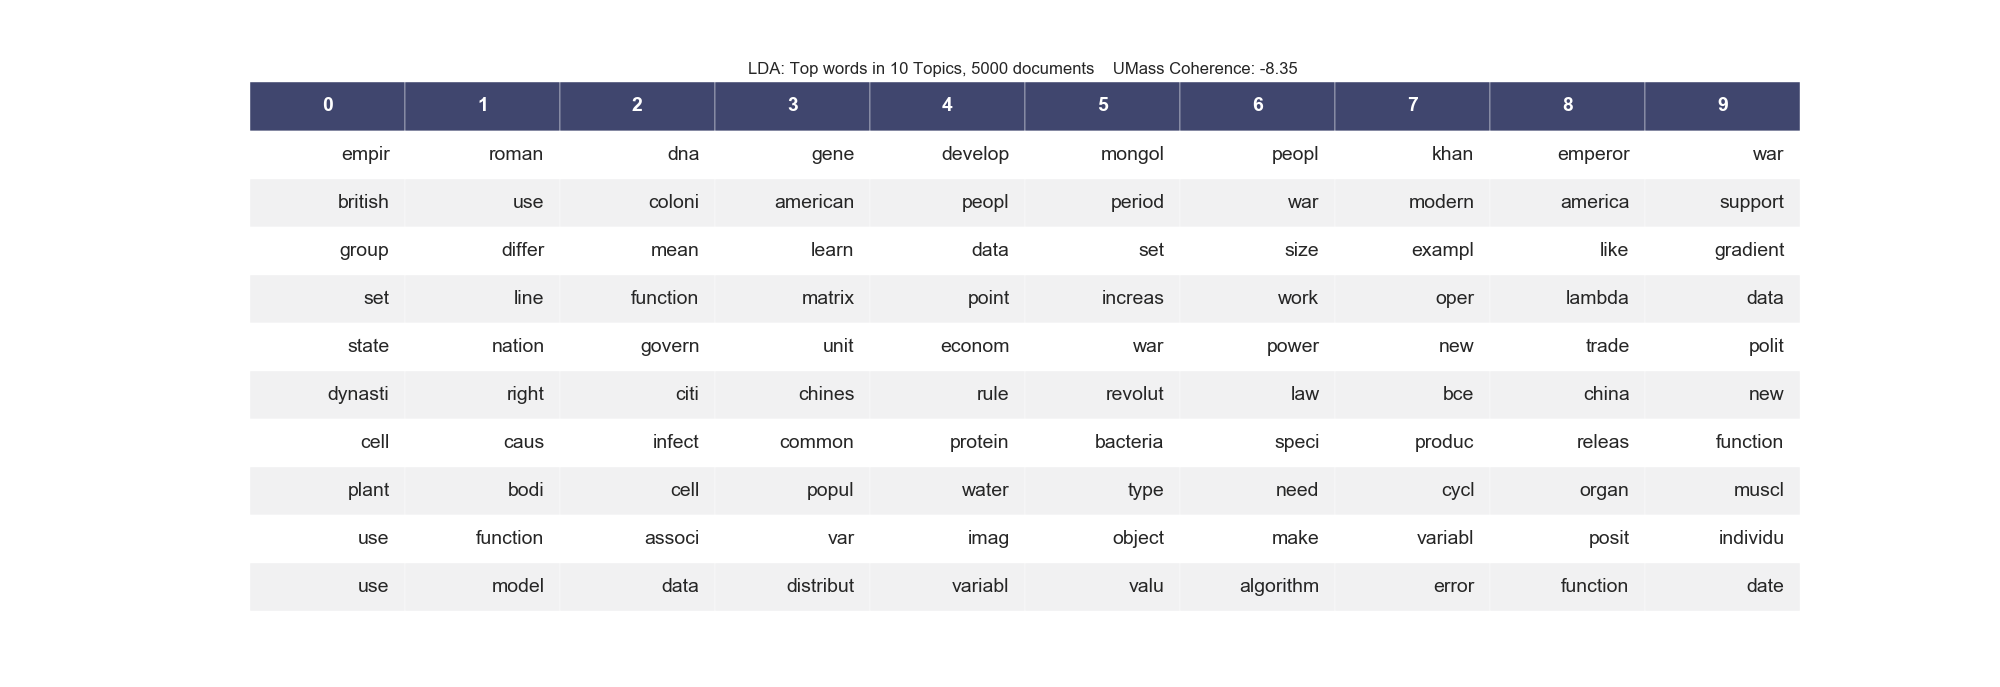 LDA: Top words in 10 Topics, 5000 documents    UMass Coherence: -8.35
0 1 2 3 4 5 6 7 8 9
empir roman dna gene develop mongol peopl khan emperor war
british use coloni american peopl period war modern america support
group differ mean learn data set size exampl like gradient
set line function matrix point increas work oper lambda data
state nation govern unit econom war power new trade polit
dynasti right citi chines rule revolut law bce china new
cell caus infect common protein bacteria speci produc releas function
plant bodi cell popul water type need cycl organ muscl
use function associ var imag object make variabl posit individu
use model data distribut variabl valu algorithm error function date